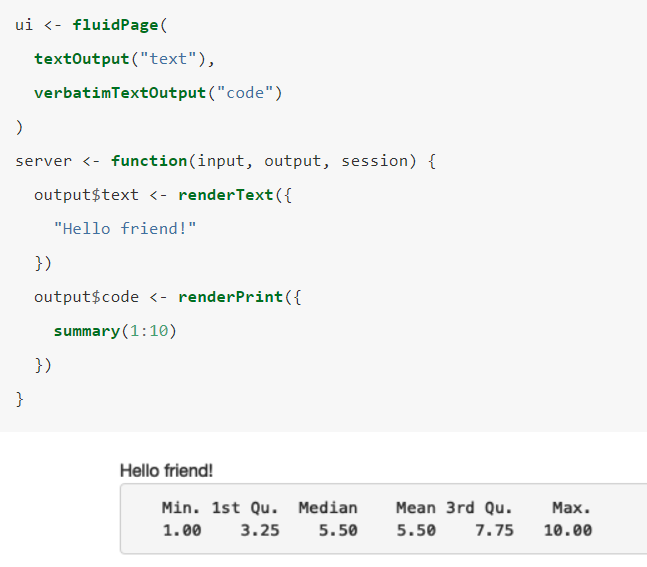 ui <- fluidPage(
  textOutput("text"),
  verbatimTextOutput("code")
)
server <- function(input, output, session) {
  output$text <- renderText({
    "Hello friend!"
  })
  output$code <- renderPrint({
    summary(1:10)
  })
}
Hello friend!
   Min. 1st Qu.  Median    Mean 3rd Qu.    Max.
   1.00    3.25    5.50    5.50    7.75   10.00